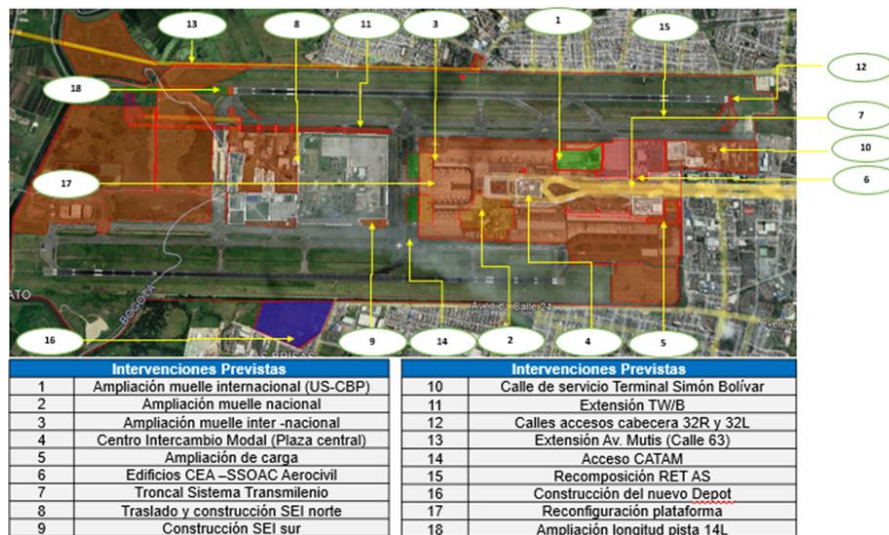 13
8
11
3
1
15
18
12
7
10
17
6
ATO
BOGOTA
Avenida Calle 24
Avenida
16
9
14
2
4
5
Intervenciones Previstas
1 Ampliación muelle internacional (US-CBP)
2 Ampliación muelle nacional
3 Ampliación muelle inter -nacional
4 Centro Intercambio Modal (Plaza central)
5 Ampliación de carga
6 Edificios CEA –SSOAC Aerocivil
7 Troncal Sistema Transmilenio
8 Traslado y construcción SEI norte
9 Construcción SEI sur
Intervenciones Previstas
10 Calle de servicio Terminal Simón Bolívar
11 Extensión TW/B
12 Calles accesos cabecera 32R y 32L
13 Extensión Av. Mutis (Calle 63)
14 Acceso CATAM
15 Recomposición RET AS
16 Construcción del nuevo Depot
17 Reconfiguración plataforma
18 Ampliación longitud pista 14L